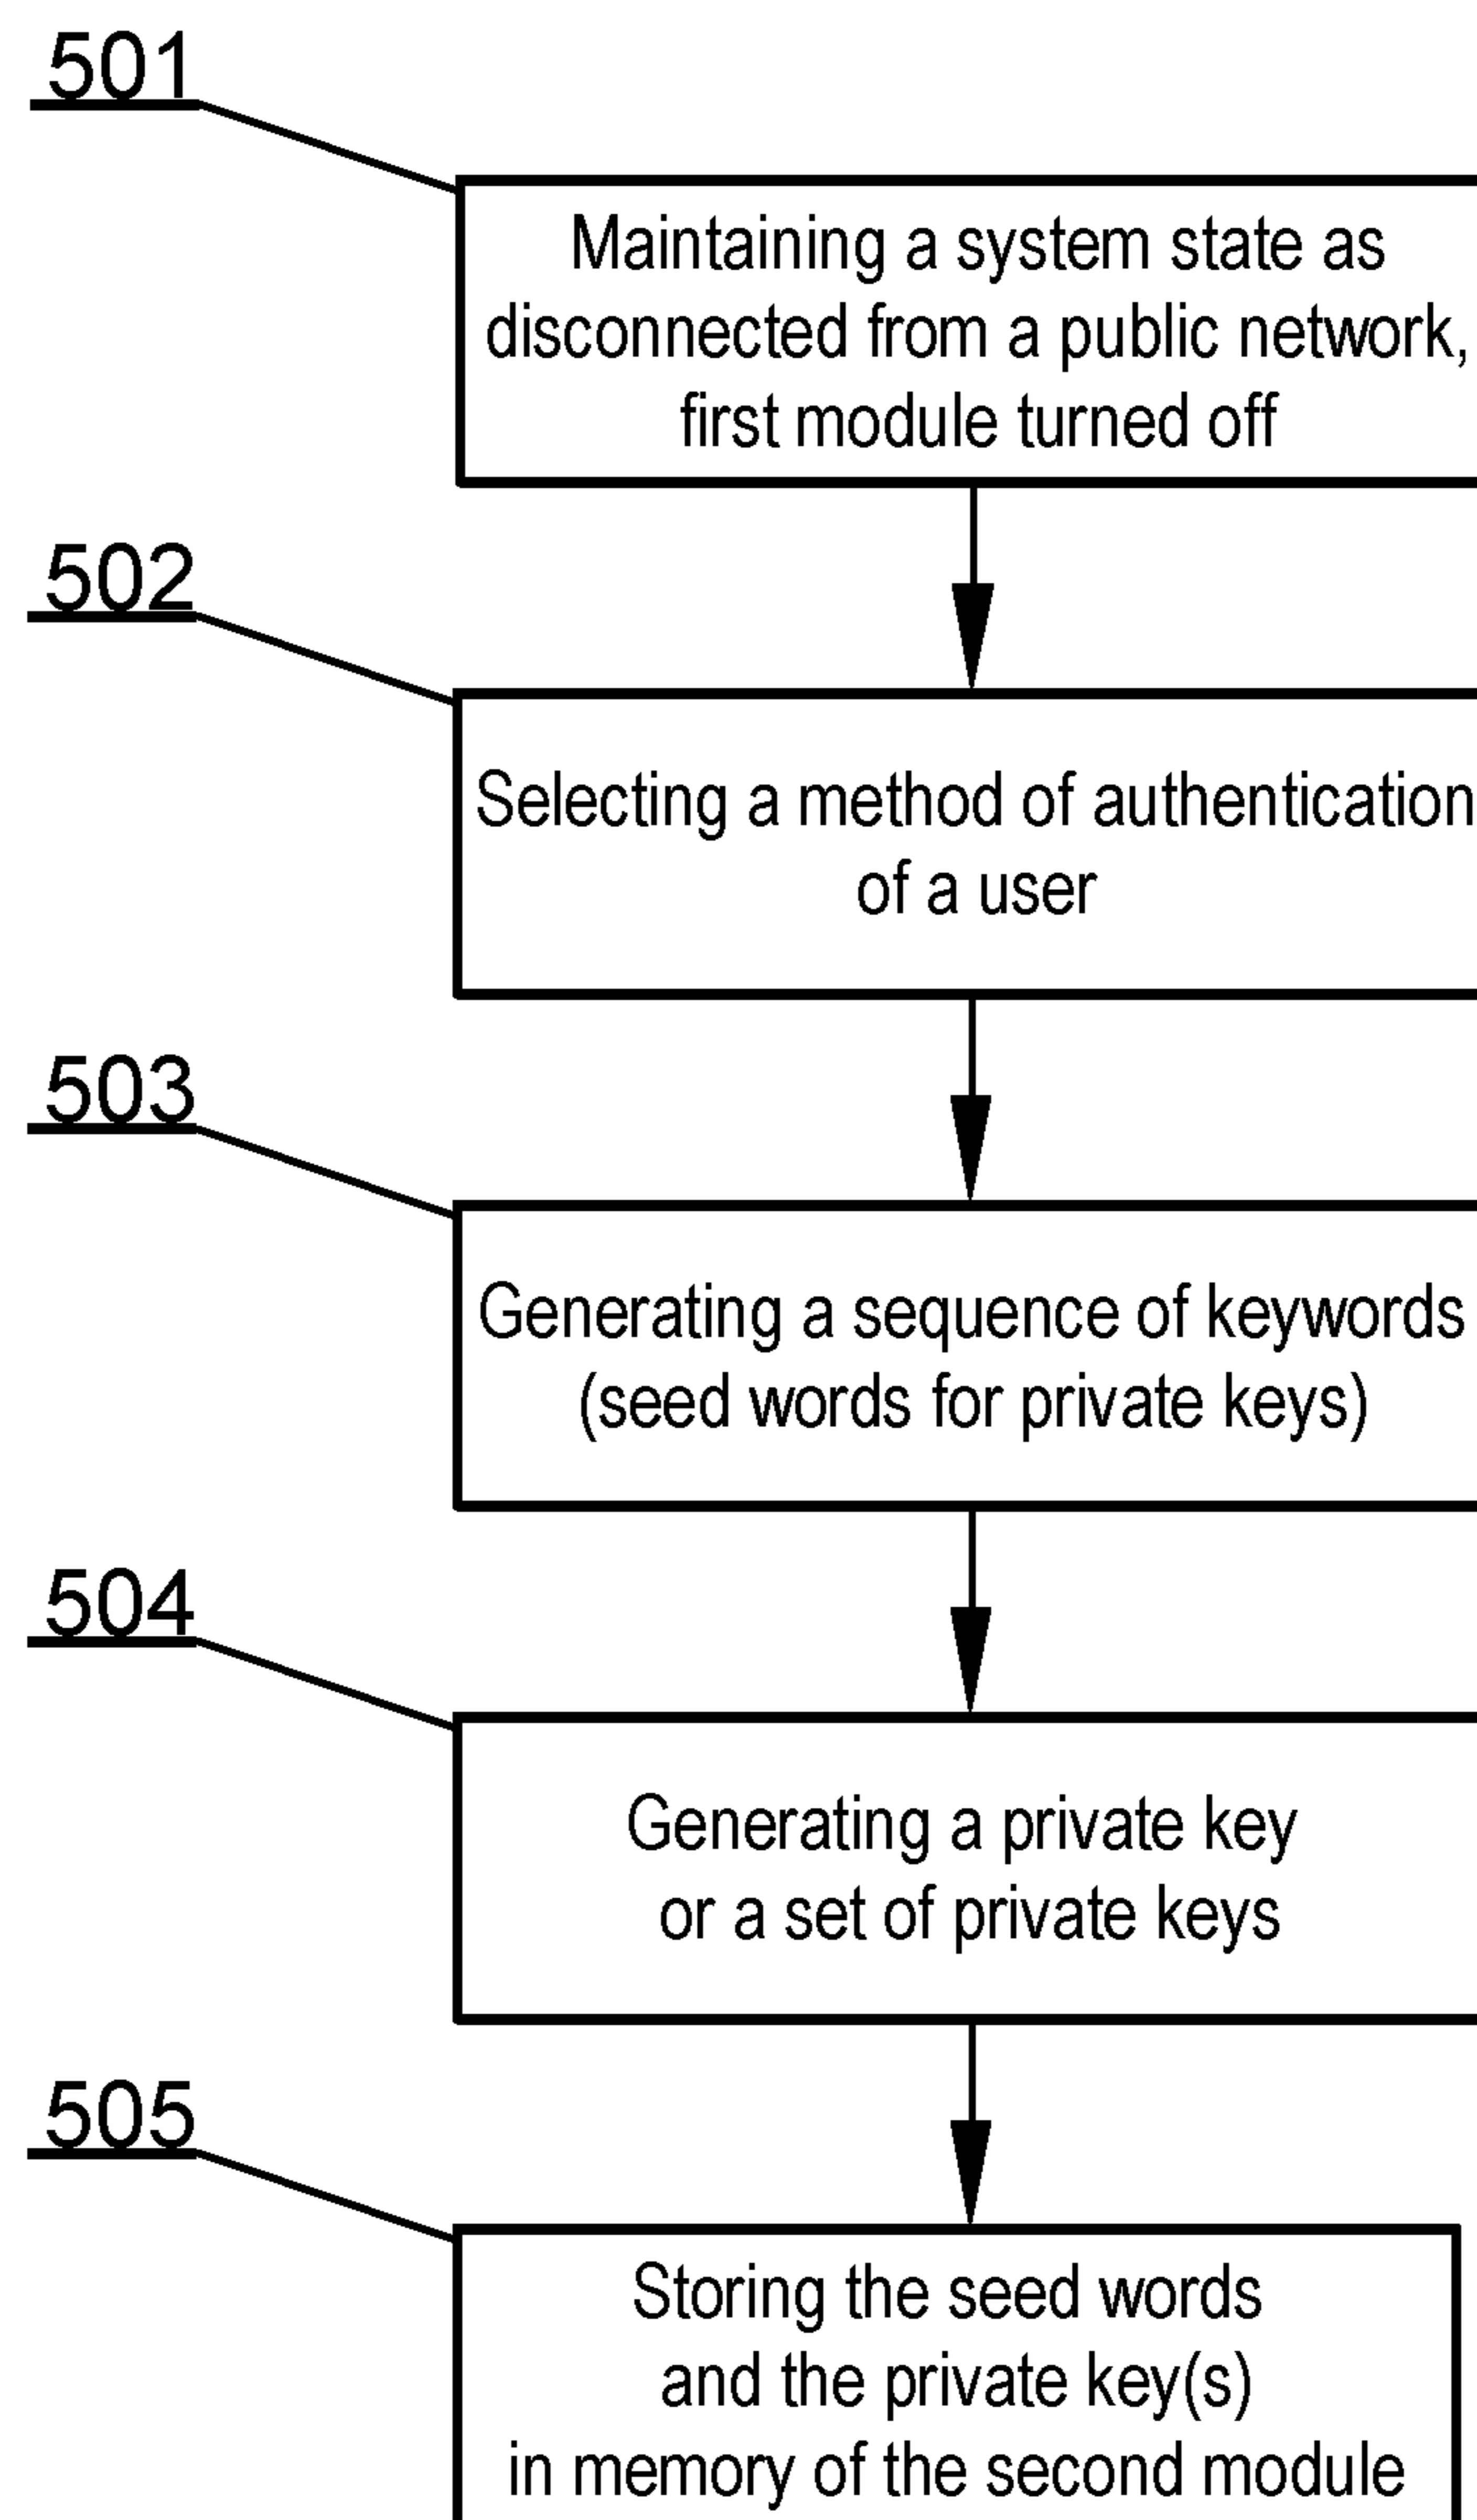 501
Maintaining a system state as
disconnected from a public network,
first module turned off
502
Selecting a method of authentication
of a user
503
Generating a sequence of keywords
(seed words for private keys)
504
Generating a private key
or a set of private keys
505
Storing the seed words
and the private key(s)
in memory of the second module